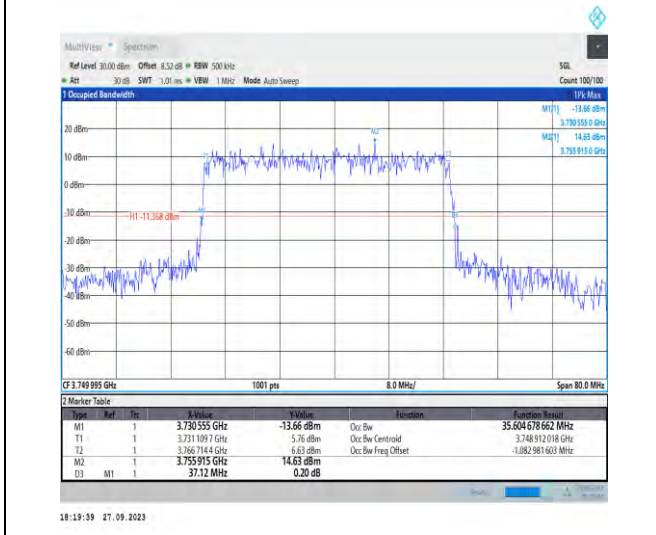 MultiView Spectrum
Ref Level 30.00 dBm Offset 8.52 dB RBW 500 kHz SGL
Att 30 dB SWT 1.01 ms VBW 1 MHz Mode Auto Sweep Count 100/100
1 Occupied Bandwidth 1Pk Max
M1[1] -13.66 dBm
3.730 555 0 GHz
M2[1] 14.63 dBm
3.755 915 0 GHz
20 dBm
M2
10 dBm
0 dBm
-10 dBm
H1 -11.368 dBm
-20 dBm
-30 dBm
-40 dBm
-50 dBm
-60 dBm
CF 3.749 995 GHz 1001 pts 8.0 MHz/ Span 80.0 MHz
2 Marker Table
Type Ref Trc X-Value Y-Value Function Function Result
M1 1 3.730 555 GHz -13.66 dBm Occ Bw 35.604 678 662 MHz
T1 1 3.731 109 7 GHz 5.76 dBm Occ Bw Centroid 3.748 912 018 GHz
T2 1 3.766 714 4 GHz 6.63 dBm Occ Bw Freq Offset -1.082 981 603 MHz
M2 1 3.755 915 GHz 14.63 dBm
D3 M1 1 37.12 MHz 0.20 dB
18:19:39 27.09.2023